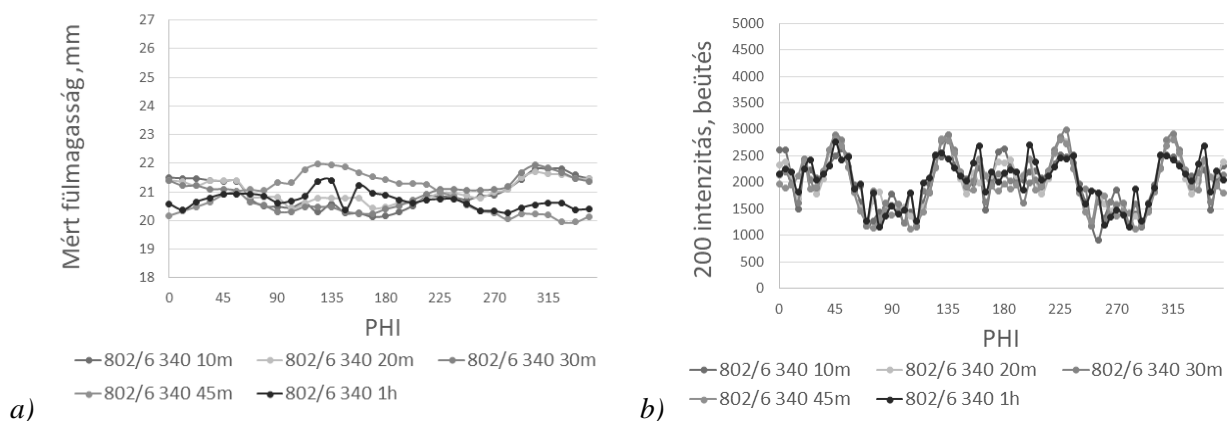 Mért fülmagasság ,mm
27
26
25
24
23
22
21
20
19
18
0 45 90 135 180 225 270 315
PHI
802/6 340 10m 802/6 340 20m 802/6 340 30m
802/6 340 45m 802/6 340 1h
a)
200 intenzitás, beütés
5000
4500
4000
3500
3000
2500
2000
1500
1000
500
0
0 45 90 135 180 225 270 315
PHI
802/6 340 10m 802/6 340 20m 802/6 340 30m
802/6 340 45m 802/6 340 1h
b)